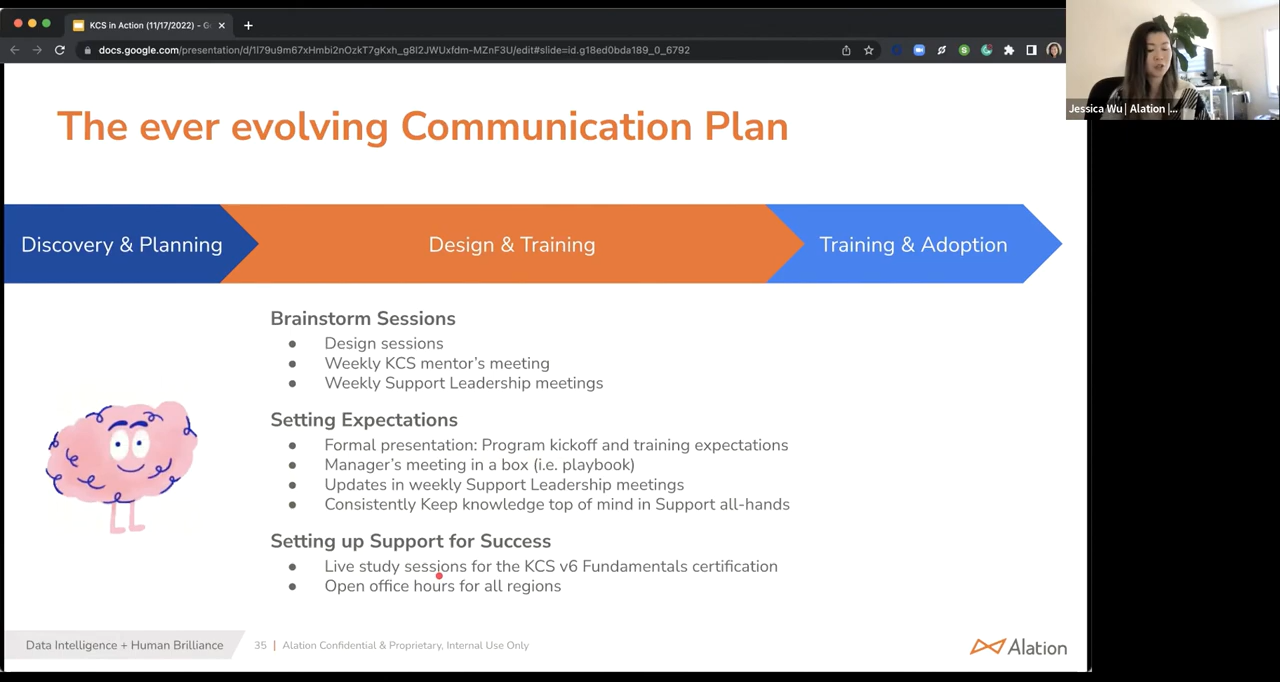 KCS in Action (11/17/2022) - G
docs.google.com/presentation/d/1l79u9m67xHmbi2nOzkT7gKxh_g8l2JWUxfdm-MZnF3U/edit#slide=id.g18ed0bda189_0_6792
Jessica Wu | Alation |...
The ever evolving Communication Plan
Discovery & Planning
Design & Training
Training & Adoption
Brainstorm Sessions
● Design sessions
● Weekly KCS mentor's meeting
● Weekly Support Leadership meetings
Setting Expectations
● Formal presentation: Program kickoff and training expectations
● Manager's meeting in a box (i.e. playbook)
● Updates in weekly Support Leadership meetings
● Consistently Keep knowledge top of mind in Support all-hands
Setting up Support for Success
● Live study sessions for the KCS v6 Fundamentals certification
● Open office hours for all regions
Data Intelligence + Human Brilliance
35 | Alation Confidential & Proprietary, Internal Use Only
Alation